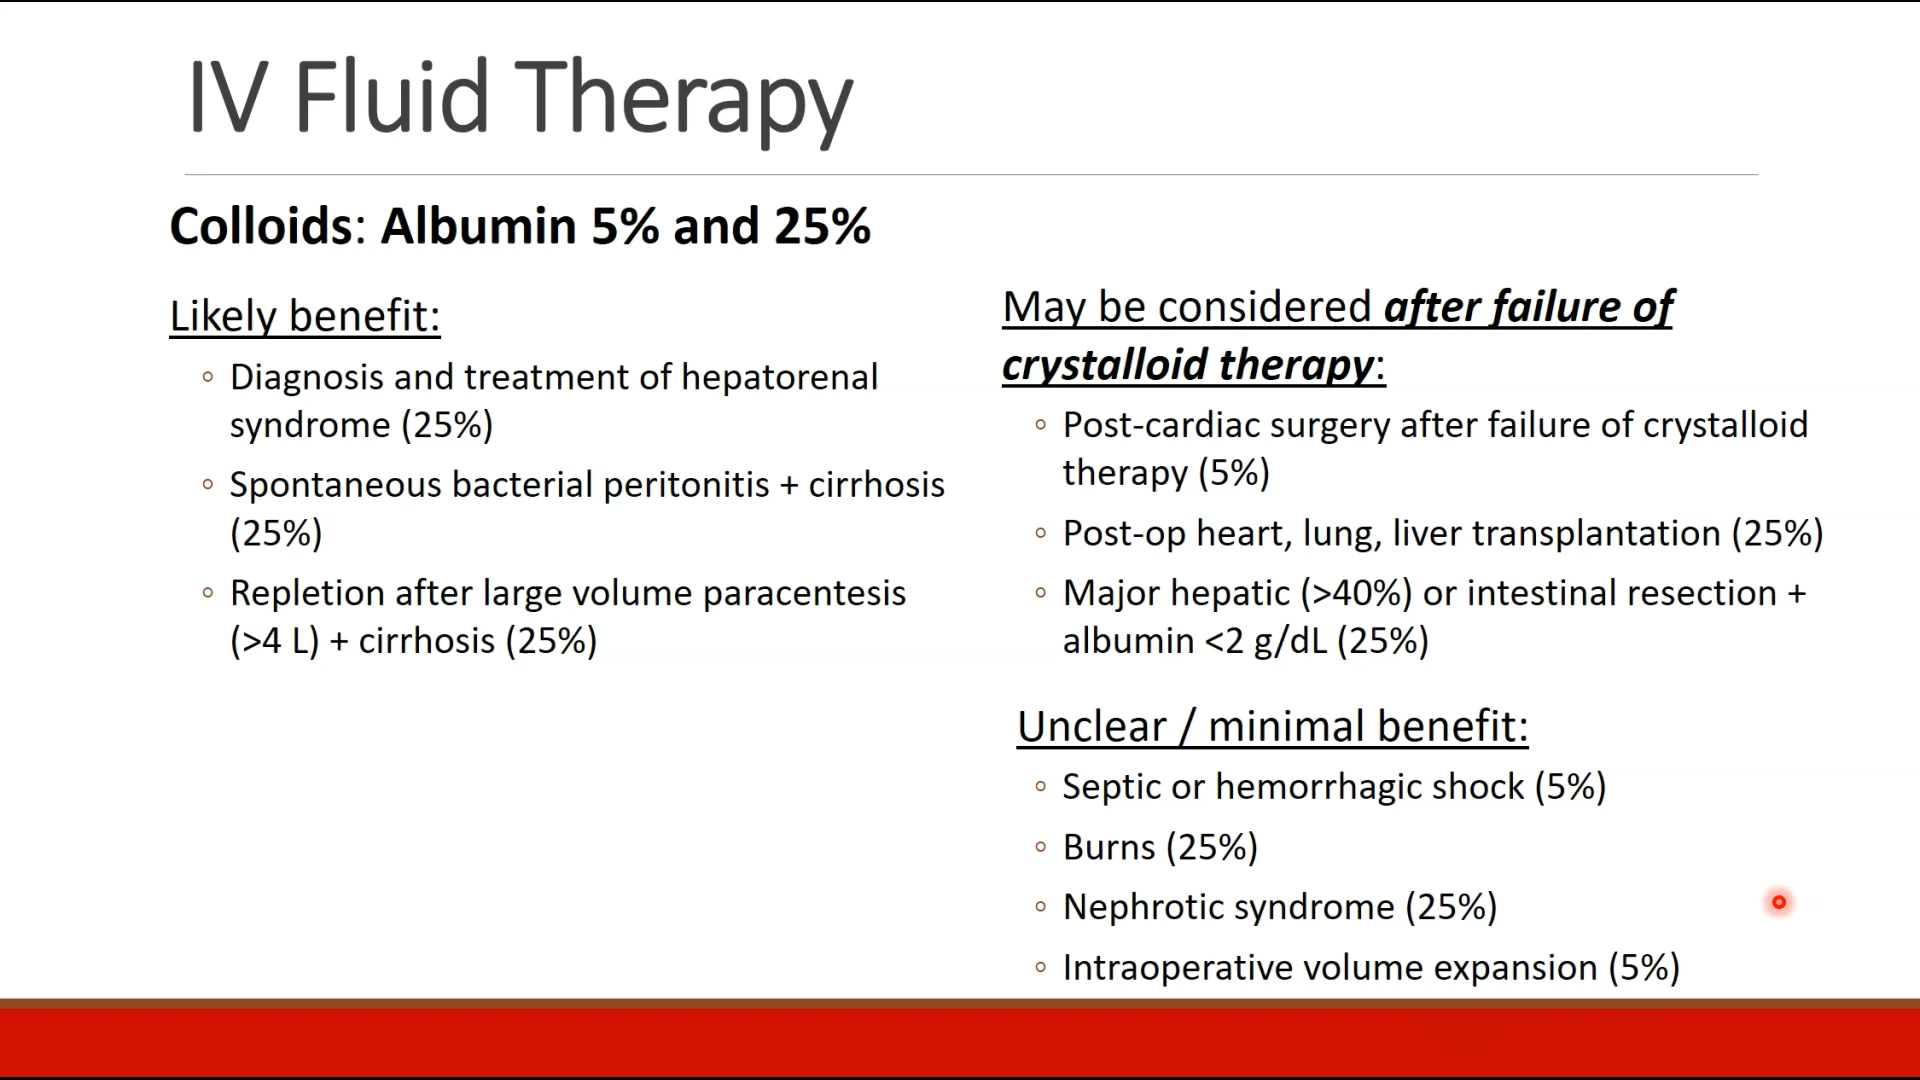 IV Fluid Therapy
Colloids: Albumin 5% and 25%
Likely benefit:
◦ Diagnosis and treatment of hepatorenal
syndrome (25%)
◦ Spontaneous bacterial peritonitis + cirrhosis
(25%)
◦ Repletion after large volume paracentesis
(>4 L) + cirrhosis (25%)
May be considered after failure of
crystalloid therapy:
◦ Post-cardiac surgery after failure of crystalloid
therapy (5%)
◦ Post-op heart, lung, liver transplantation (25%)
◦ Major hepatic (>40%) or intestinal resection +
albumin <2 g/dL (25%)
Unclear / minimal benefit:
◦ Septic or hemorrhagic shock (5%)
◦ Burns (25%)
◦ Nephrotic syndrome (25%)
◦ Intraoperative volume expansion (5%)